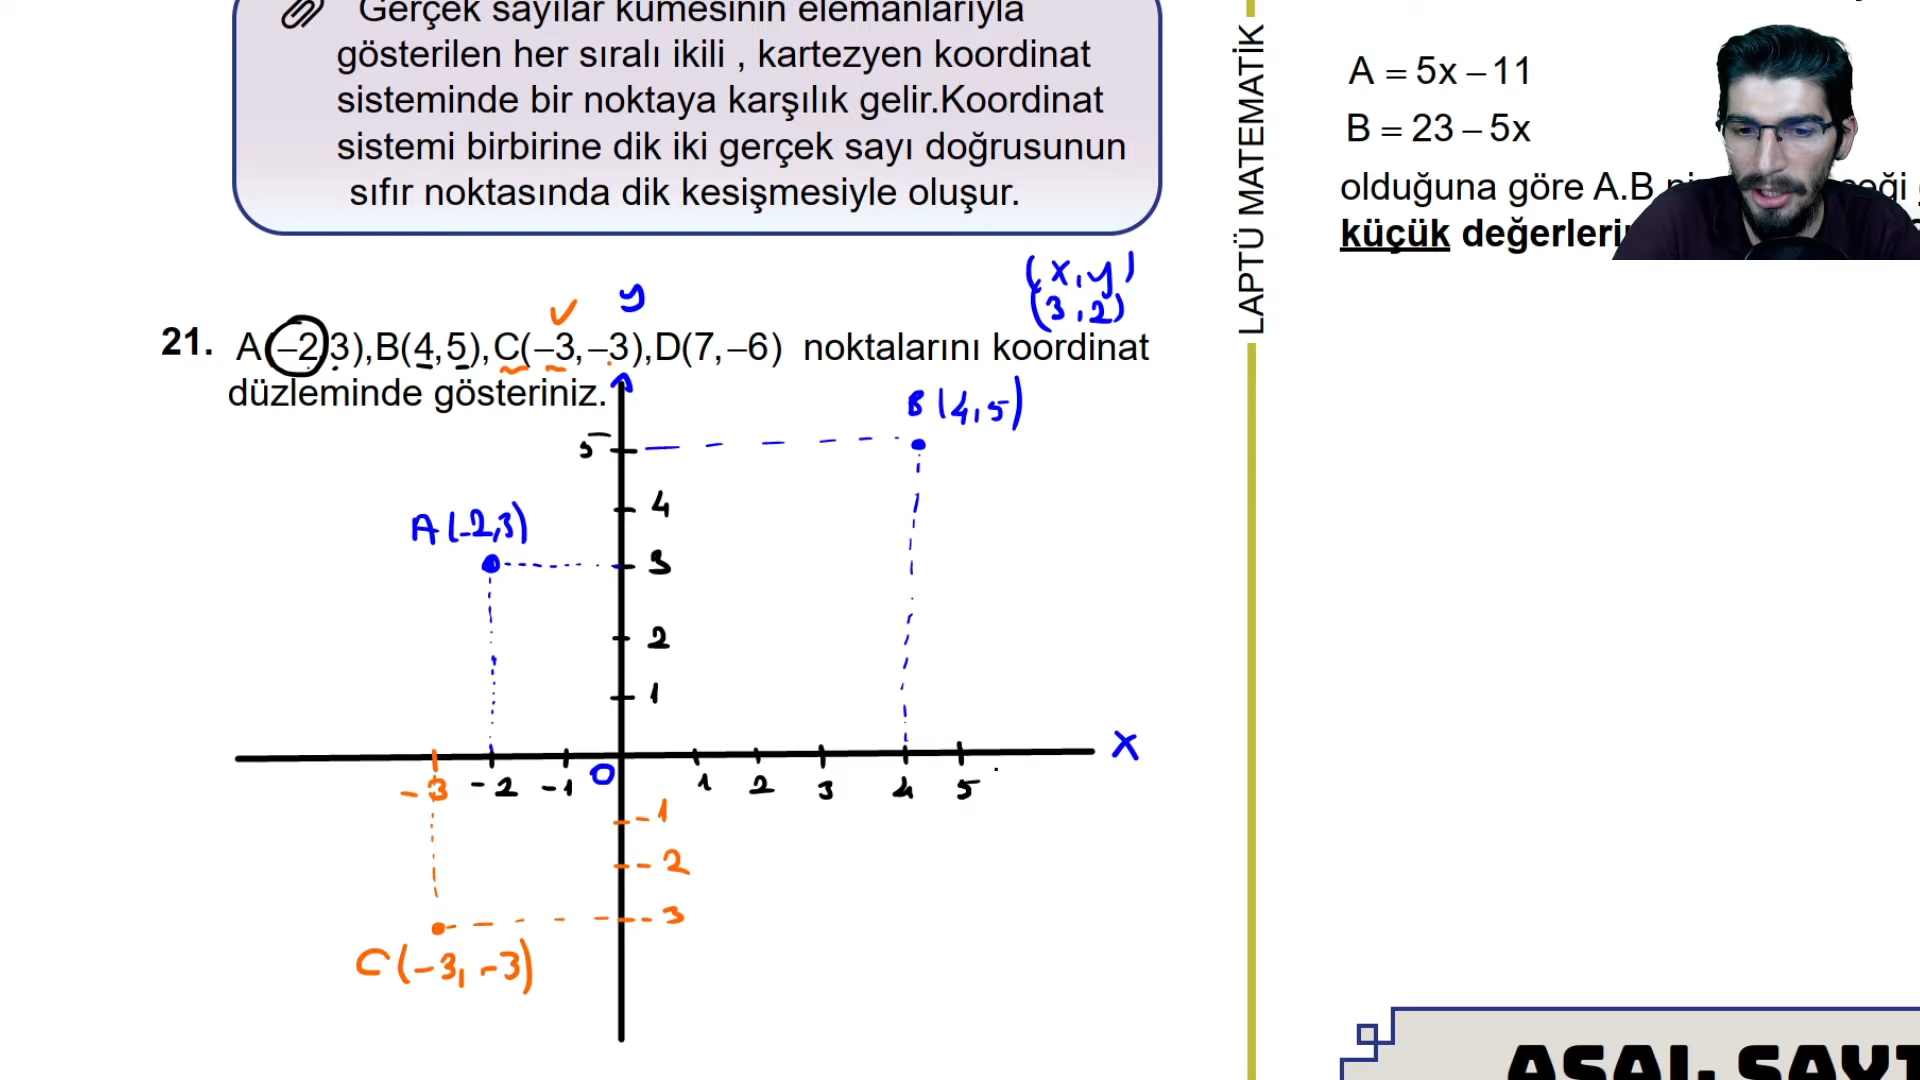 Gerçek sayılar kümesinin elemanlarıyla
gösterilen her sıralı ikili , kartezyen koordinat
sisteminde bir noktaya karşılık gelir.Koordinat
sistemi birbirine dik iki gerçek sayı doğrusunun
sıfır noktasında dik kesişmesiyle oluşur.
(x,y)
(3,2)
y
21. A(–2,3),B(4,5),C(–3,–3),D(7,–6) noktalarını koordinat
düzleminde gösteriniz.
B(4,5)
5
4
A(-2,3)
3
2
1
x
-3 -2 -1 0 1 2 3 4 5
-1
-2
-3
C(-3,-3)
LAPTÜ MATEMATİK
A = 5x – 11
B = 23 – 5x
olduğuna göre A.B
küçük
ASAL SAYI